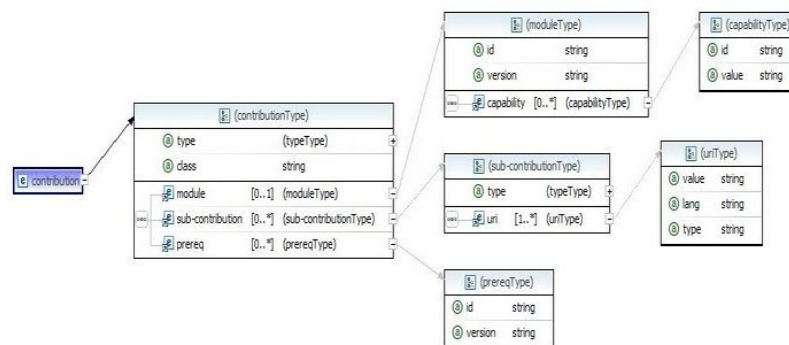 contribution
(contributionType)
type (typeType)
class string
module [0..1] (moduleType)
sub-contribution [0..*] (sub-contributionType)
prereq [0..*] (prereqType)
(moduleType)
id string
version string
capability [0..*] (capabilityType)
(capabilityType)
id string
value string
(sub-contributionType)
type (typeType)
uri [1..*] (uriType)
(uriType)
value string
lang string
type string
(prereqType)
id string
version string